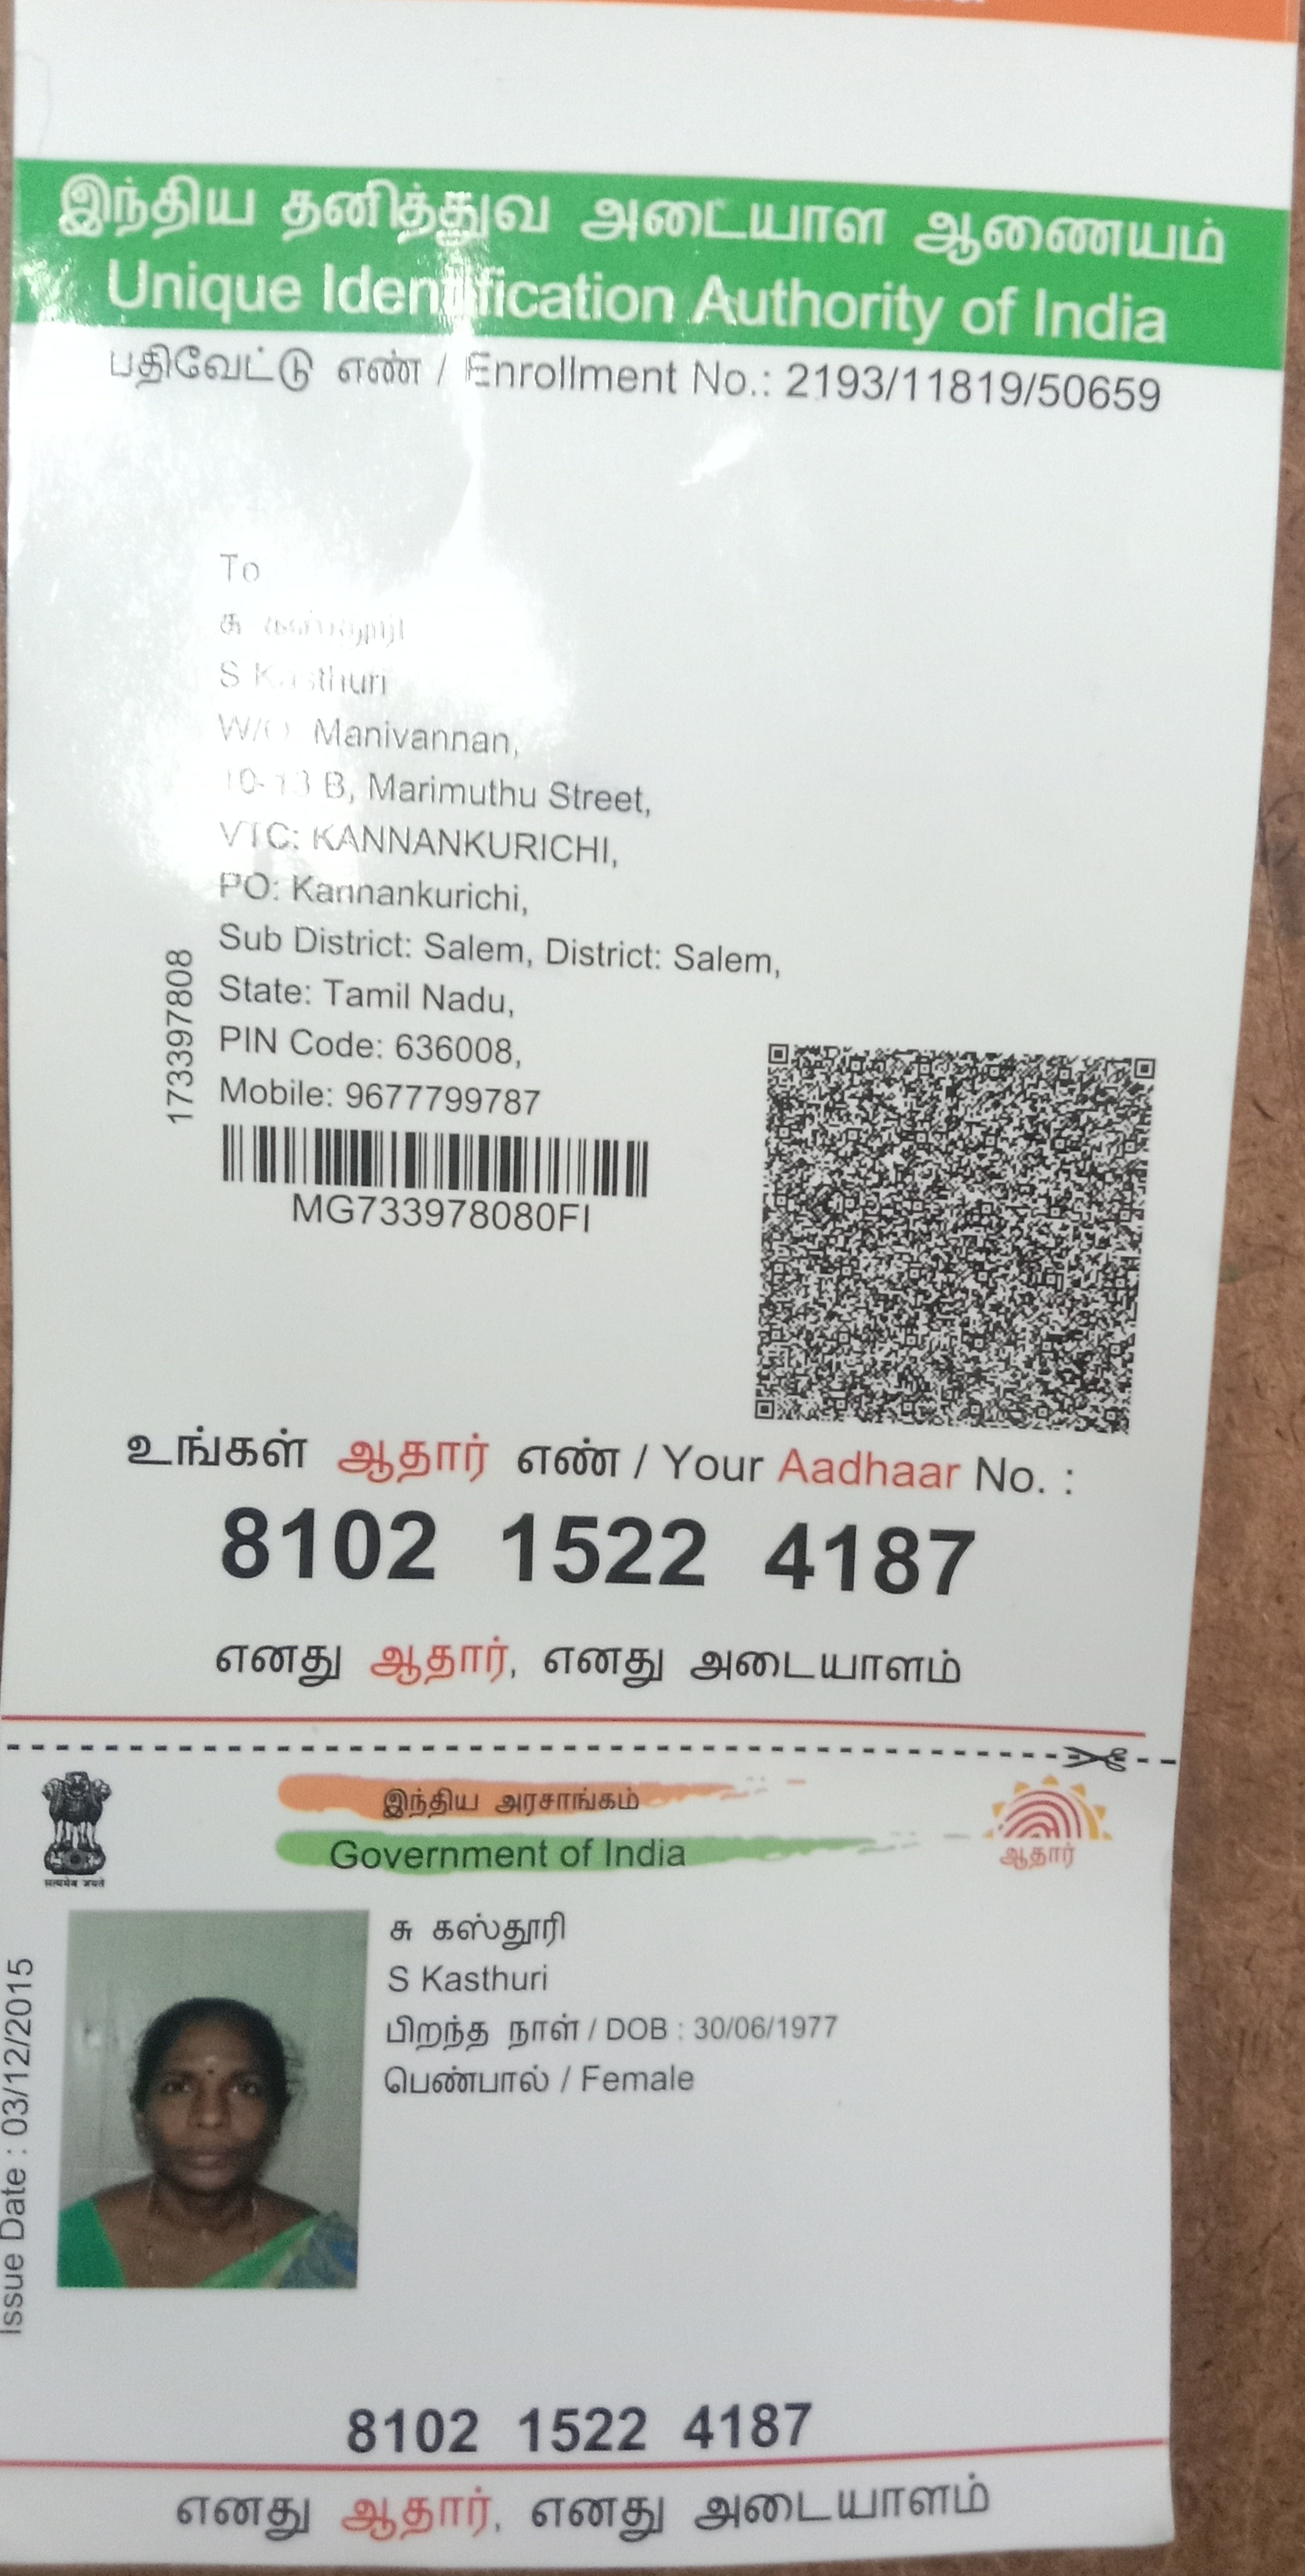 இந்திய தனித்துவ அடையாள ஆணையம்
Unique Identification Authority of India
பதிவேட்டு எண் / Enrollment No.: 2193/11819/50659
To
S Kasthuri
W/O Manivannan,
10-13 B, Marimuthu Street,
VTC: KANNANKURICHI,
PO: Kannankurichi,
Sub District: Salem, District: Salem,
State: Tamil Nadu,
PIN Code: 636008,
Mobile: 9677799787
173397808
MG733978080FI
உங்கள் ஆதார் எண் / Your Aadhaar No. :
8102 1522 4187
எனது ஆதார், எனது அடையாளம்
இந்திய அரசாங்கம்
Government of India
सत्यमेव जयते
ஆதார்
சு கஸ்தூரி
S Kasthuri
பிறந்த நாள் / DOB : 30/06/1977
பெண்பால் / Female
Issue Date : 03/12/2015
8102 1522 4187
எனது ஆதார், எனது அடையாளம்